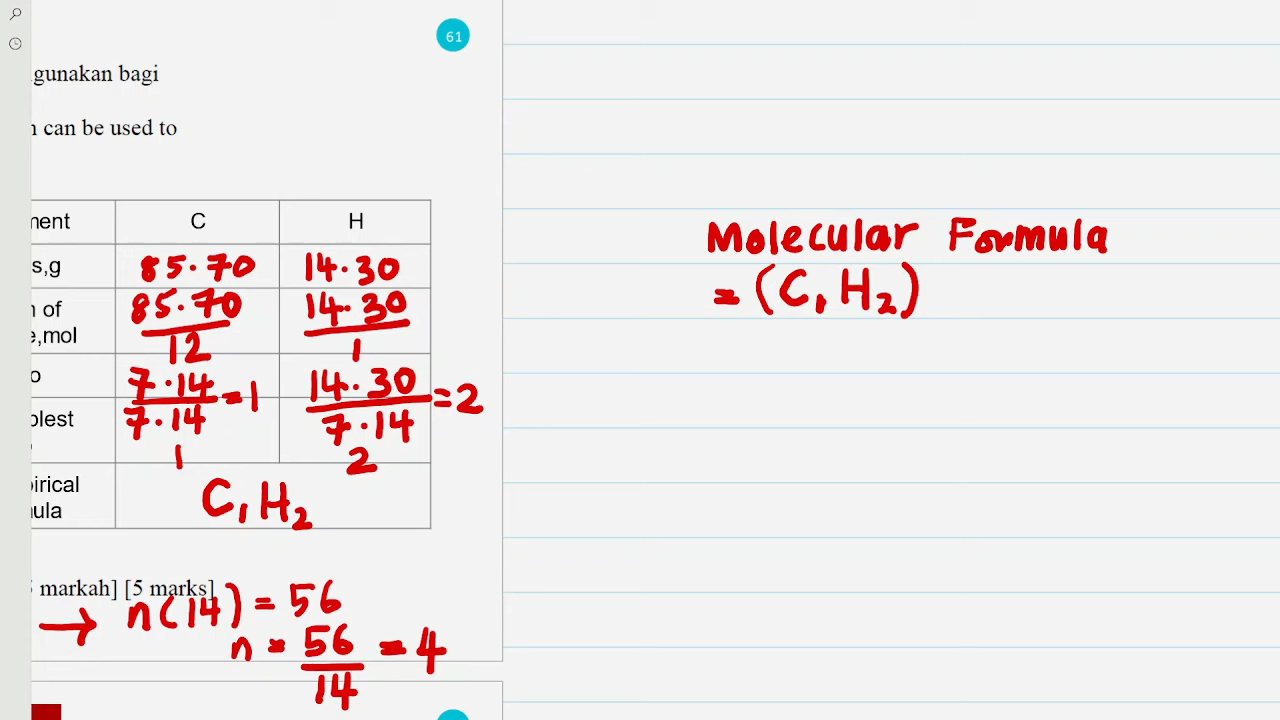 61
gunakan bagi
n can be used to
ment C H
s,g 85.70 14.30
n of
e,mol 85.70/12 14.30/1
o 7.14/7.14 = 1 14.30/7.14 = 2
plest 1 2
pirical
nula C₁H₂
5 markah] [5 marks]
→ n(14) = 56
n = 56/14 = 4
Molecular Formula
= (C₁H₂)